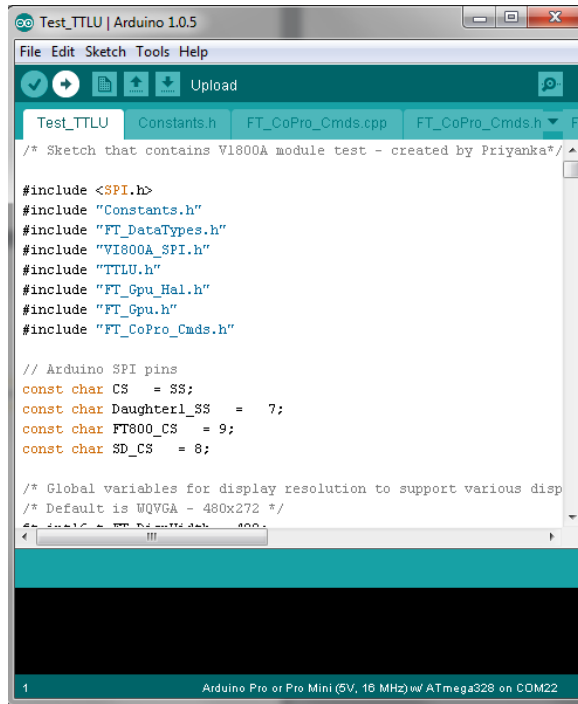 Test_TTLU | Arduino 1.0.5
File Edit Sketch Tools Help
Upload
Test_TTLU Constants.h FT_CoPro_Cmds.cpp FT_CoPro_Cmds.h F
/* Sketch that contains V1800A module test - created by Priyanka*/
#include <SPI.h>
#include "Constants.h"
#include "FT_DataTypes.h"
#include "VI800A_SPI.h"
#include "TTLU.h"
#include "FT_Gpu_Hal.h"
#include "FT_Gpu.h"
#include "FT_CoPro_Cmds.h"
// Arduino SPI pins
const char CS = SS;
const char Daughter1_SS = 7;
const char FT800_CS = 9;
const char SD_CS = 8;
/* Global variables for display resolution to support various disp
/* Default is WQVGA - 480x272 */
1 Arduino Pro or Pro Mini (5V, 16 MHz) w/ ATmega328 on COM22